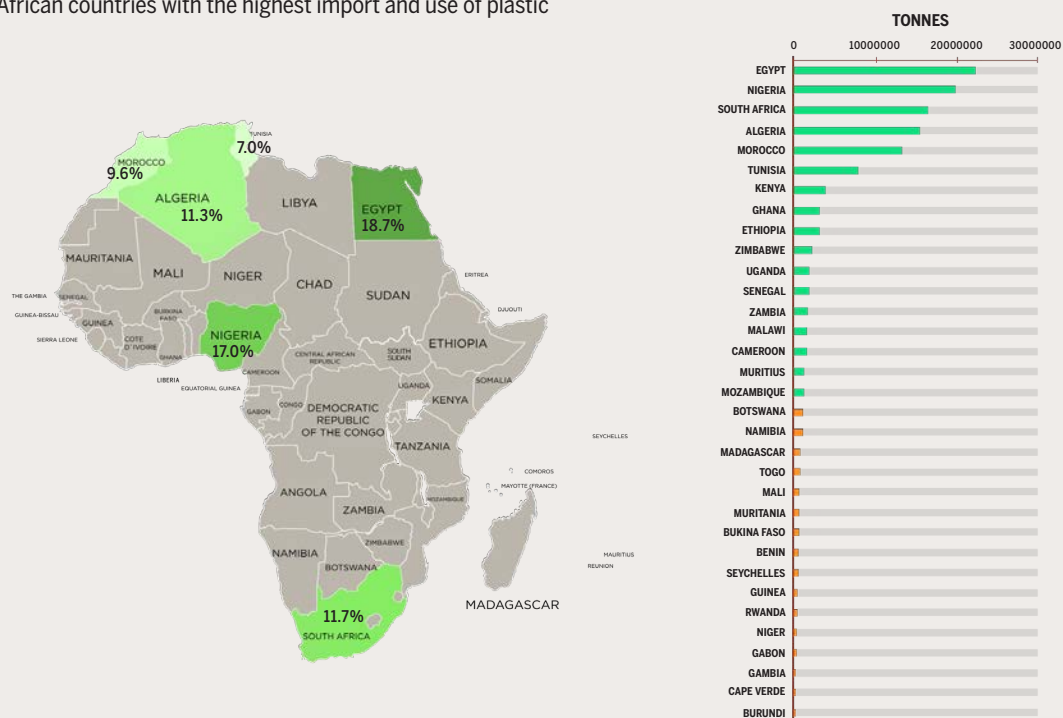 African countries with the highest import and use of plastic
TUNISIA
7.0%
MOROCCO
9.6%
ALGERIA
11.3%
LIBYA
EGYPT
18.7%
MAURITANIA
MALI
NIGER
CHAD
SUDAN
ERITREA
THE GAMBIA
SENEGAL
GUINEA-BISSAU
GUINEA
BURKINA
FASO
DJIJOUTI
SIERRA LEONE
COTE
D'IVOIRE
GHANA
NIGERIA
17.0%
CENTRAL AFRICAN
REPUBLIC
SOUTH
SUDAN
ETHIOPIA
LIBERIA
EQUATORIAL GUINEA
CAMEROON
SOMALIA
UGANDA
KENYA
GABON
CONGO
DEMOCRATIC
REPUBLIC
OF THE CONGO
TANZANIA
SEYCHELLES
COMOROS
MAYOTTE (FRANCE)
ANGOLA
ZAMBIA
MOZAMBIQUE
ZIMBABWE
NAMIBIA
BOTSWANA
MAURITIUS
REUNION
MADAGASCAR
11.7%
SOUTH AFRICA
TONNES
0 10000000 20000000 30000000
EGYPT
NIGERIA
SOUTH AFRICA
ALGERIA
MOROCCO
TUNISIA
KENYA
GHANA
ETHIOPIA
ZIMBABWE
UGANDA
SENEGAL
ZAMBIA
MALAWI
CAMEROON
MURITIUS
MOZAMBIQUE
BOTSWANA
NAMIBIA
MADAGASCAR
TOGO
MALI
MURITANIA
BUKINA FASO
BENIN
SEYCHELLES
GUINEA
RWANDA
NIGER
GABON
GAMBIA
CAPE VERDE
BURUNDI